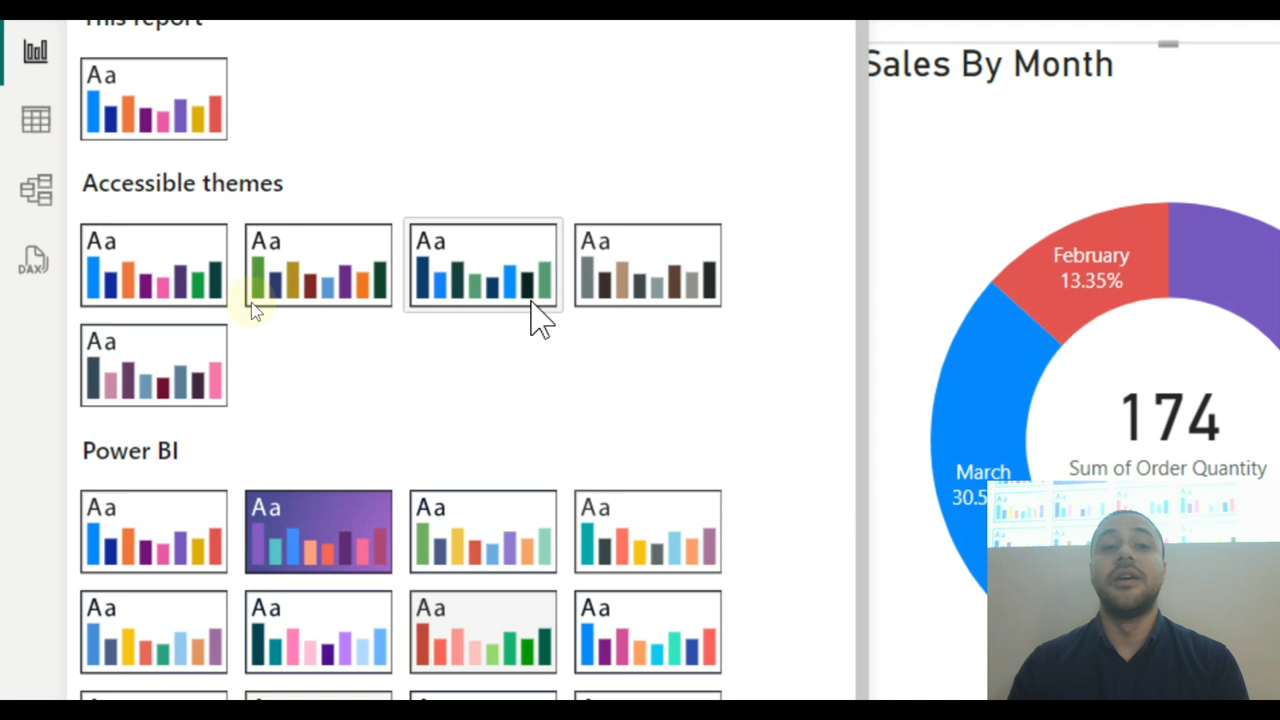 This report
Aa
Accessible themes
Aa Aa Aa Aa
Aa
Power BI
Aa Aa Aa Aa
Aa Aa Aa Aa
DAX
Sales By Month
February
13.35%
174
Sum of Order Quantity
March